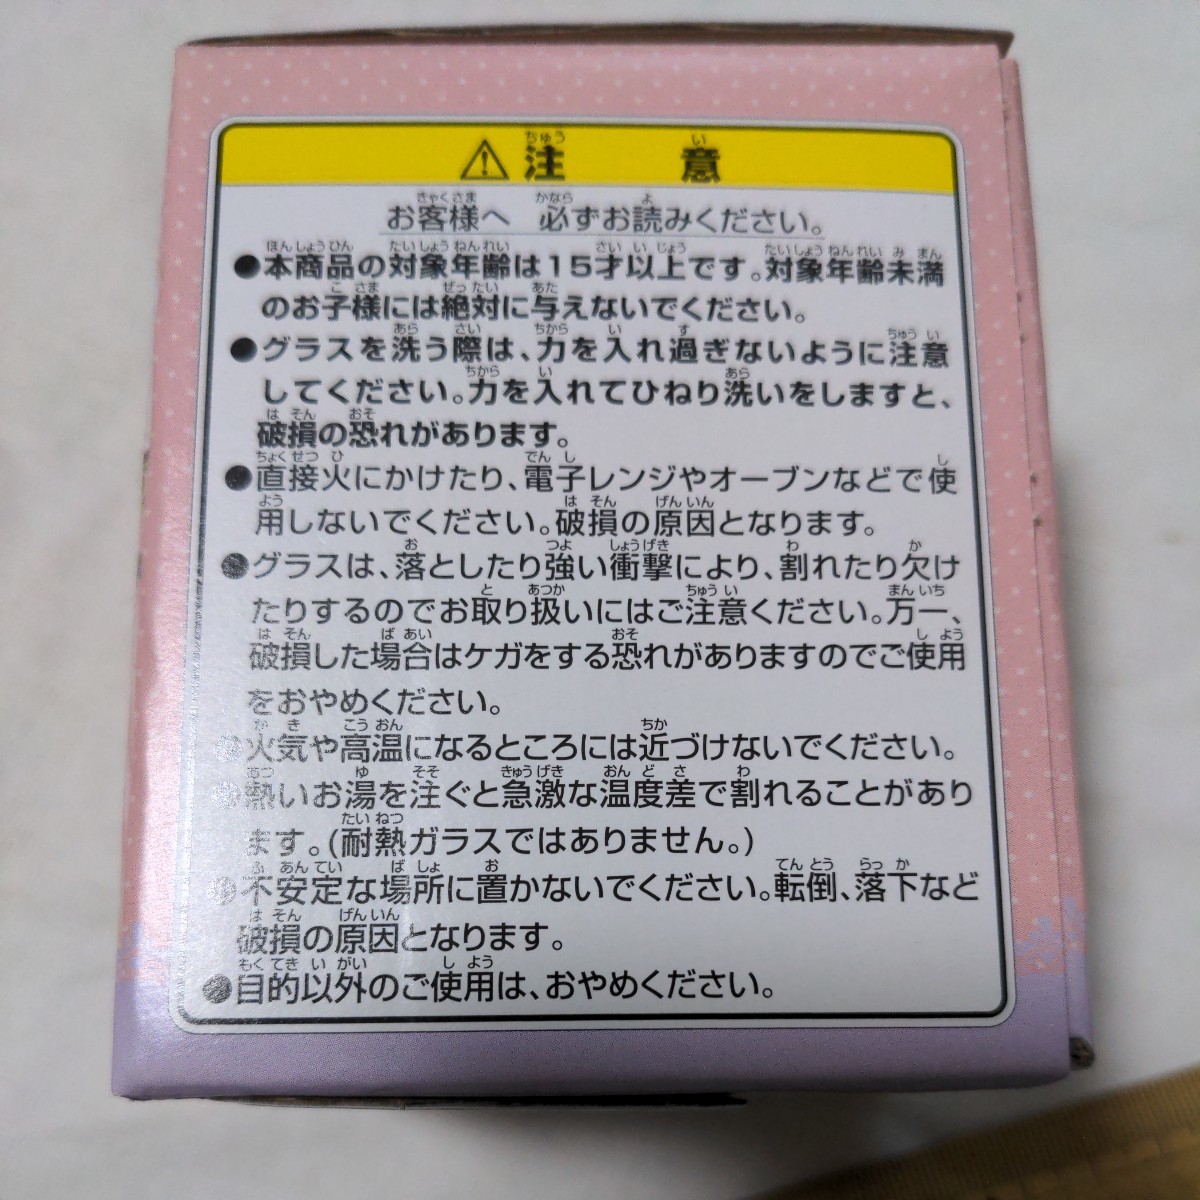 ⚠注意
お客様へ 必ずお読みください。
●本商品の対象年齢は15才以上です。対象年齢未満
のお子様には絶対に与えないでください。
●グラスを洗う際は、力を入れ過ぎないように注意
してください。力を入れてひねり洗いをしますと、
破損の恐れがあります。
●直接火にかけたり、電子レンジやオーブンなどで使
用しないでください。破損の原因となります。
●グラスは、落としたり強い衝撃により、割れたり欠け
たりするのでお取り扱いにはご注意ください。万一、
破損した場合はケガをする恐れがありますのでご使用
をおやめください。
●火気や高温になるところには近づけないでください。
●熱いお湯を注ぐと急激な温度差で割れることがあり
ます。(耐熱ガラスではありません。)
●不安定な場所に置かないでください。転倒、落下など
破損の原因となります。
●目的以外のご使用は、おやめください。